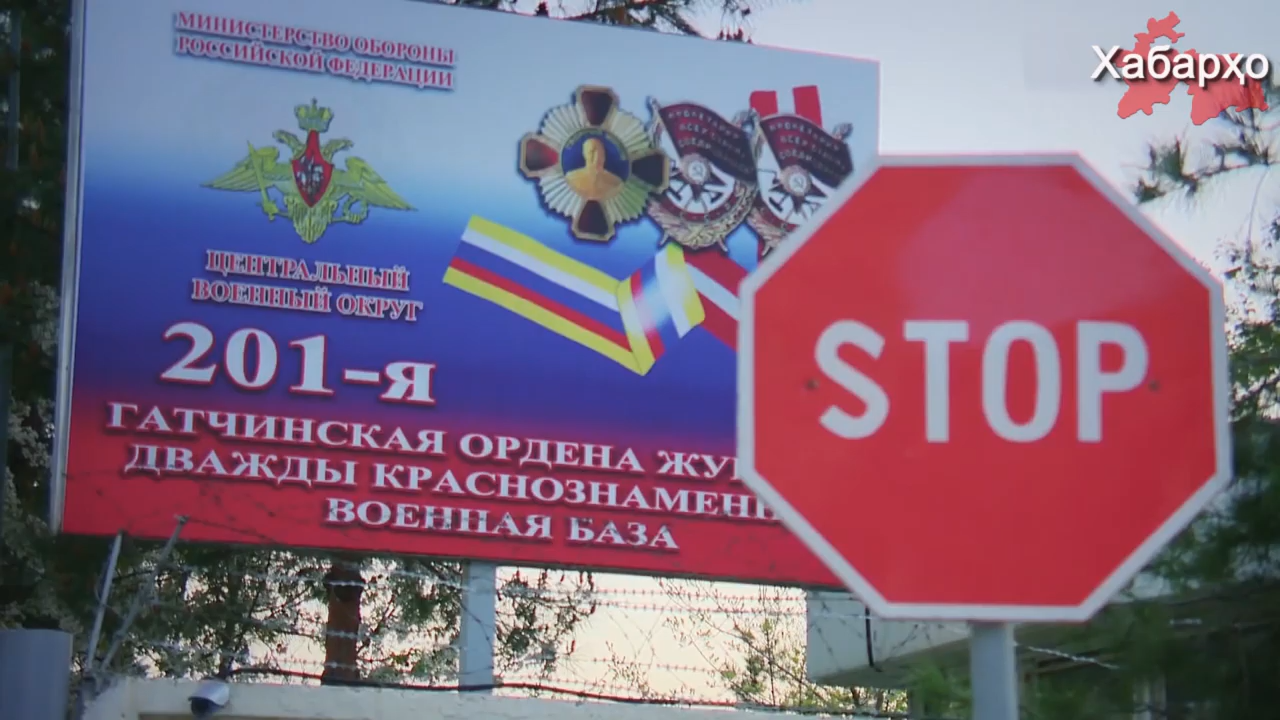 МИНИСТЕРСТВО ОБОРОНЫ
РОССИЙСКОЙ ФЕДЕРАЦИИ
Хабарҳо
ЦЕНТРАЛЬНЫЙ
ВОЕННЫЙ ОКРУГ
201-я
ГАТЧИНСКАЯ ОРДЕНА
ДВАЖДЫ
ВОЕННАЯ БАЗА
STOP